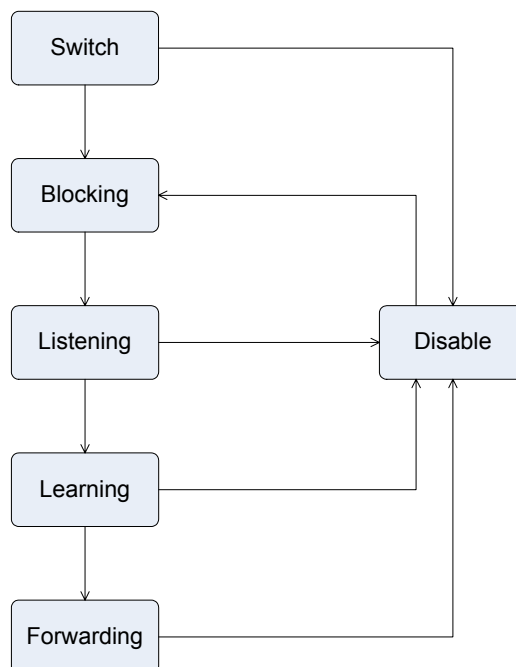 Switch
Blocking
Listening
Disable
Learning
Forwarding